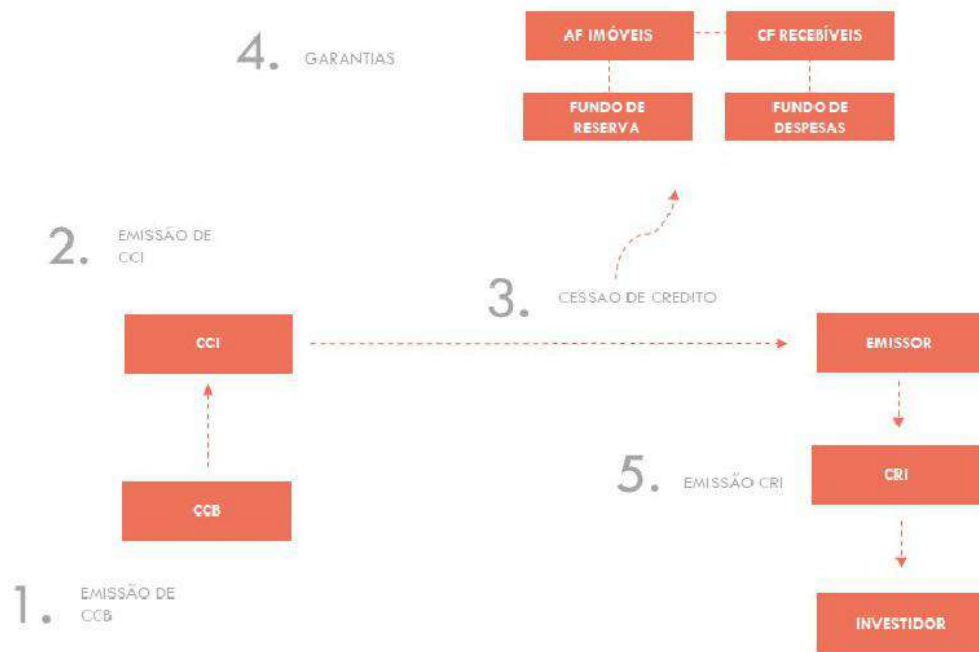 AF IMÓVEIS
CF RECEBÍVEIS
4.
GARANTIAS
FUNDO DE
RESERVA
FUNDO DE
DESPESAS
2.
EMISSÃO DE
CCI
3.
CESSAO DE CREDITO
CCI
EMISSOR
5.
EMISSÃO CRI
CRI
CCB
1.
EMISSÃO DE
CCB
INVESTIDOR